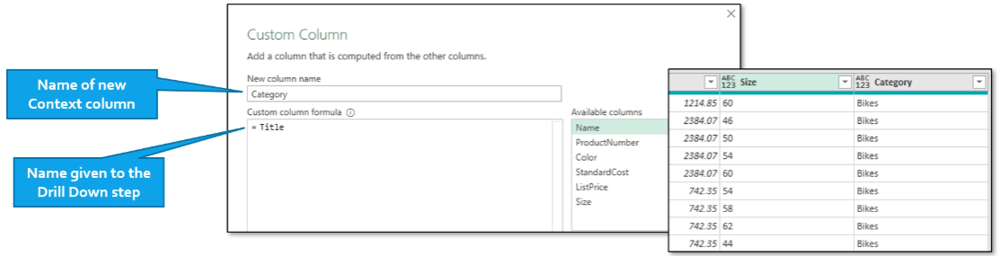 Custom Column
Add a column that is computed from the other columns.
Name of new
Context column
New column name
Category
Custom column formula
= Title
Name given to the
Drill Down step
Available columns
Name
ProductNumber
Color
StandardCost
ListPrice
Size
ABC 123 Size ABC 123 Category
1214.85 60 Bikes
2384.07 46 Bikes
2384.07 50 Bikes
2384.07 54 Bikes
2384.07 60 Bikes
742.35 54 Bikes
742.35 58 Bikes
742.35 62 Bikes
742.35 44 Bikes